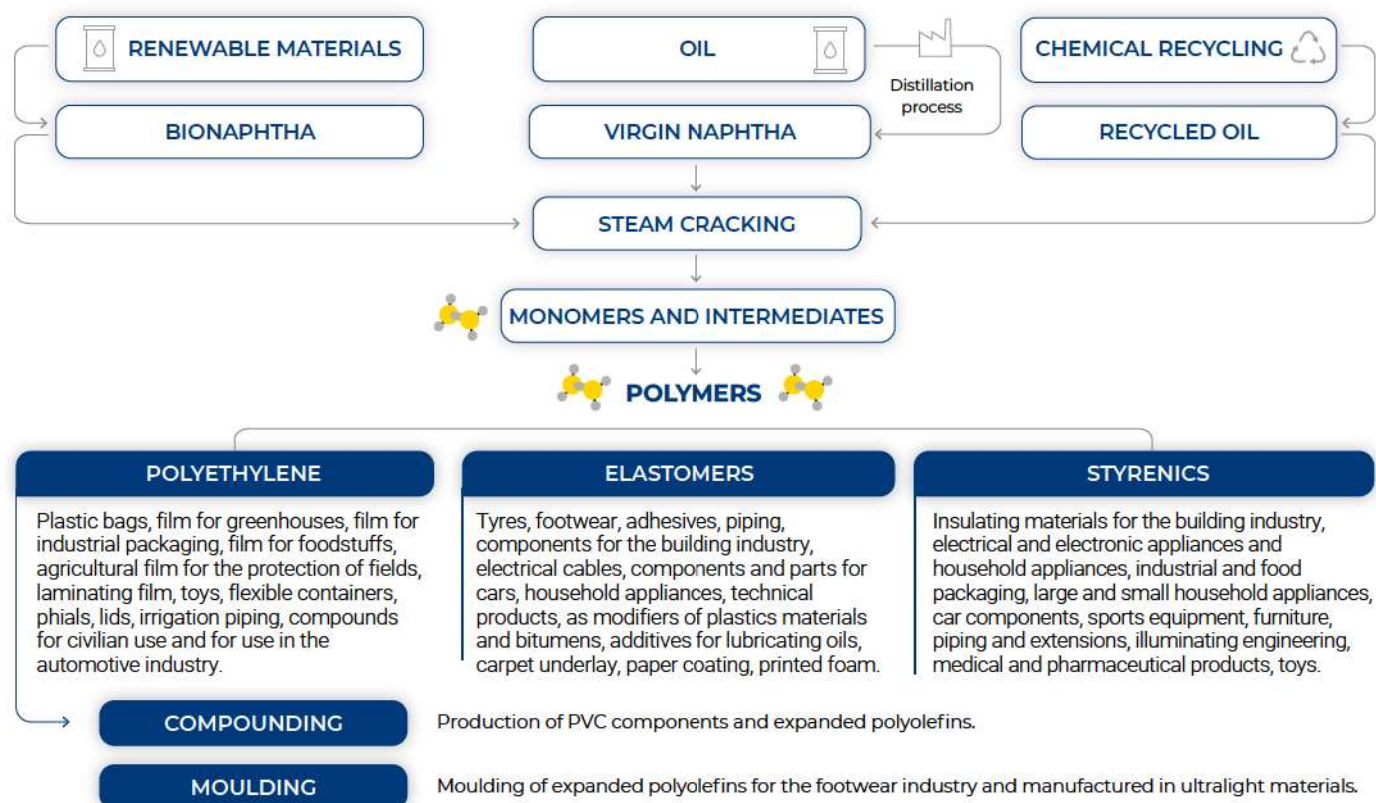 RENEWABLE MATERIALS
OIL
CHEMICAL RECYCLING
Distillation
process
BIONAPHTHA
VIRGIN NAPHTHA
RECYCLED OIL
STEAM CRACKING
MONOMERS AND INTERMEDIATES
POLYMERS
POLYETHYLENE
Plastic bags, film for greenhouses, film for
industrial packaging, film for foodstuffs,
agricultural film for the protection of fields,
laminating film, toys, flexible containers,
phials, lids, irrigation piping, compounds
for civilian use and for use in the
automotive industry.
ELASTOMERS
Tyres, footwear, adhesives, piping,
components for the building industry,
electrical cables, components and parts for
cars, household appliances, technical
products, as modifiers of plastics materials
and bitumens, additives for lubricating oils,
carpet underlay, paper coating, printed foam.
STYRENICS
Insulating materials for the building industry,
electrical and electronic appliances and
household appliances, industrial and food
packaging, large and small household appliances,
car components, sports equipment, furniture,
piping and extensions, illuminating engineering,
medical and pharmaceutical products, toys.
COMPOUNDING
Production of PVC components and expanded polyolefins.
MOULDING
Moulding of expanded polyolefins for the footwear industry and manufactured in ultralight materials.